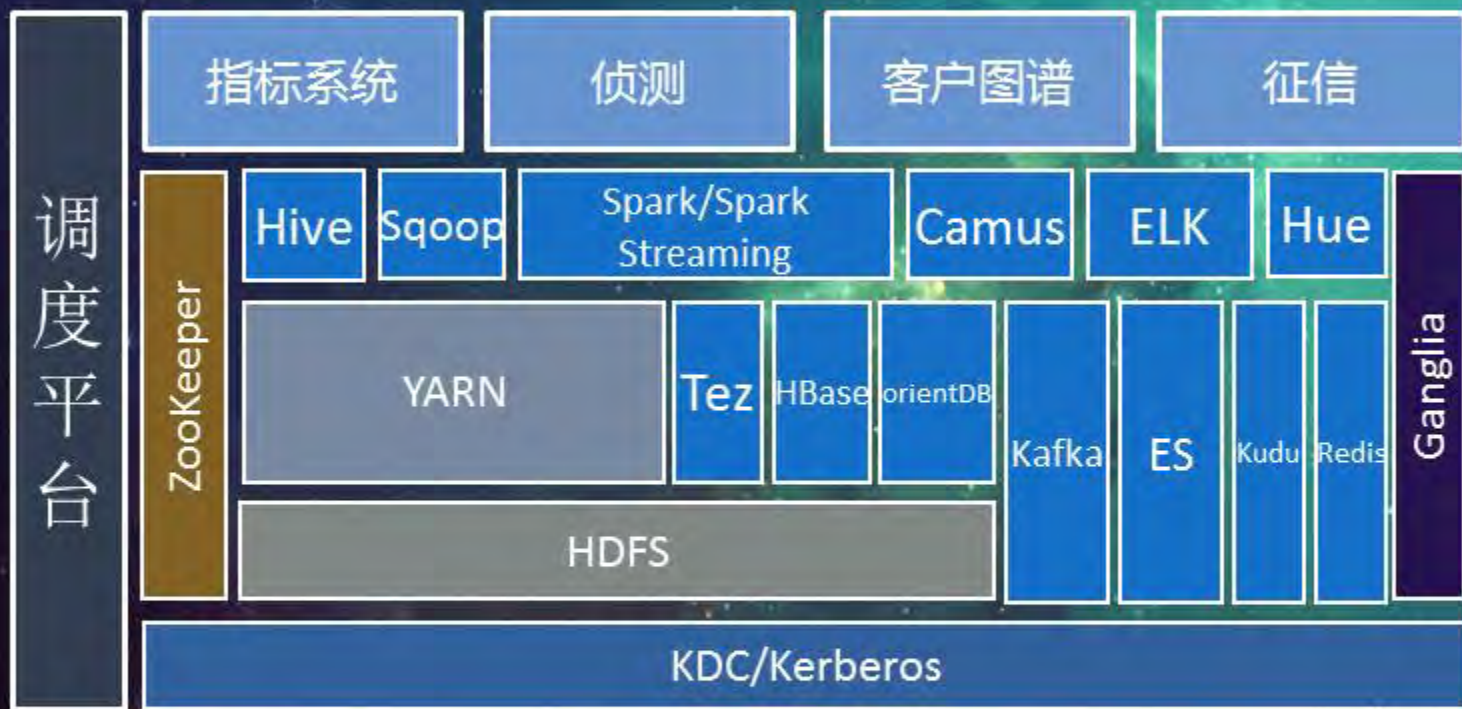 调度平台
指标系统
侦测
客户图谱
征信
ZooKeeper
Hive
Sqoop
Spark/Spark
Streaming
Camus
ELK
Hue
Ganglia
YARN
Tez
HBase
orientDB
Kafka
ES
Kudu
Redis
HDFS
KDC/Kerberos